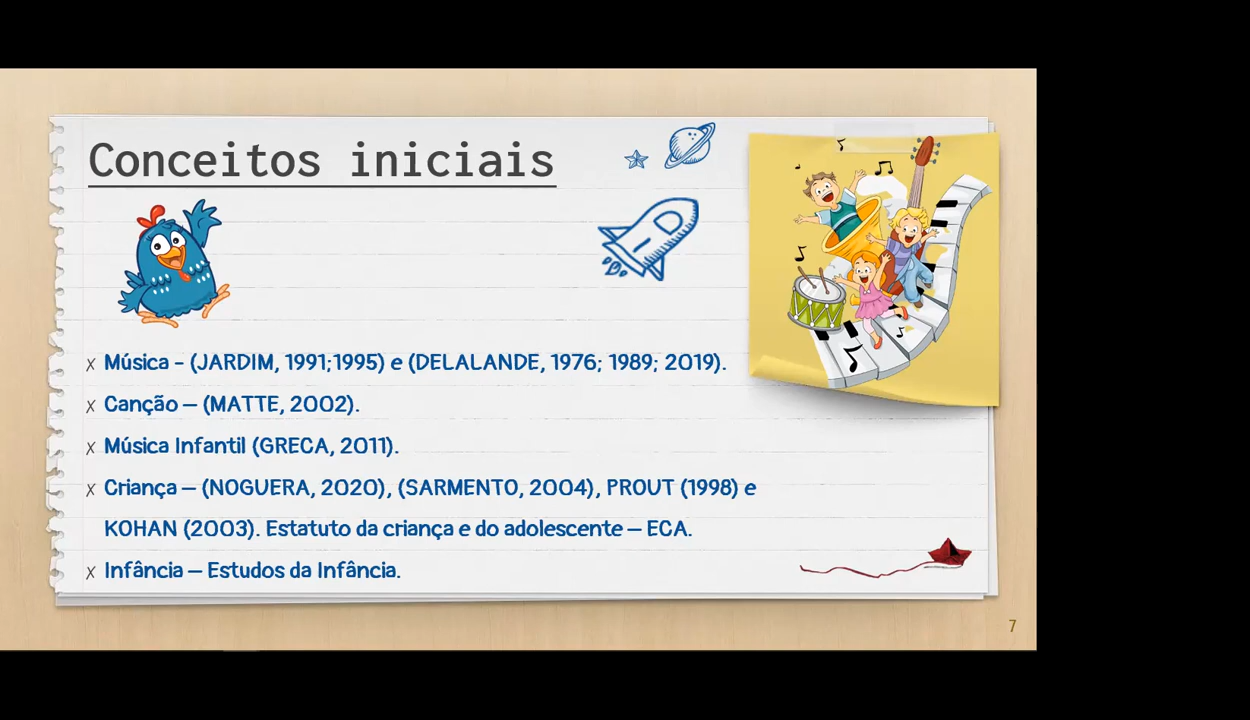 Conceitos iniciais
x Música - (JARDIM, 1991;1995) e (DELALANDE, 1976; 1989; 2019).
x Canção – (MATTE, 2002).
x Música Infantil (GRECA, 2011).
x Criança – (NOGUERA, 2020), (SARMENTO, 2004), PROUT (1998) e
KOHAN (2003). Estatuto da criança e do adolescente – ECA.
x Infância – Estudos da Infância.
7